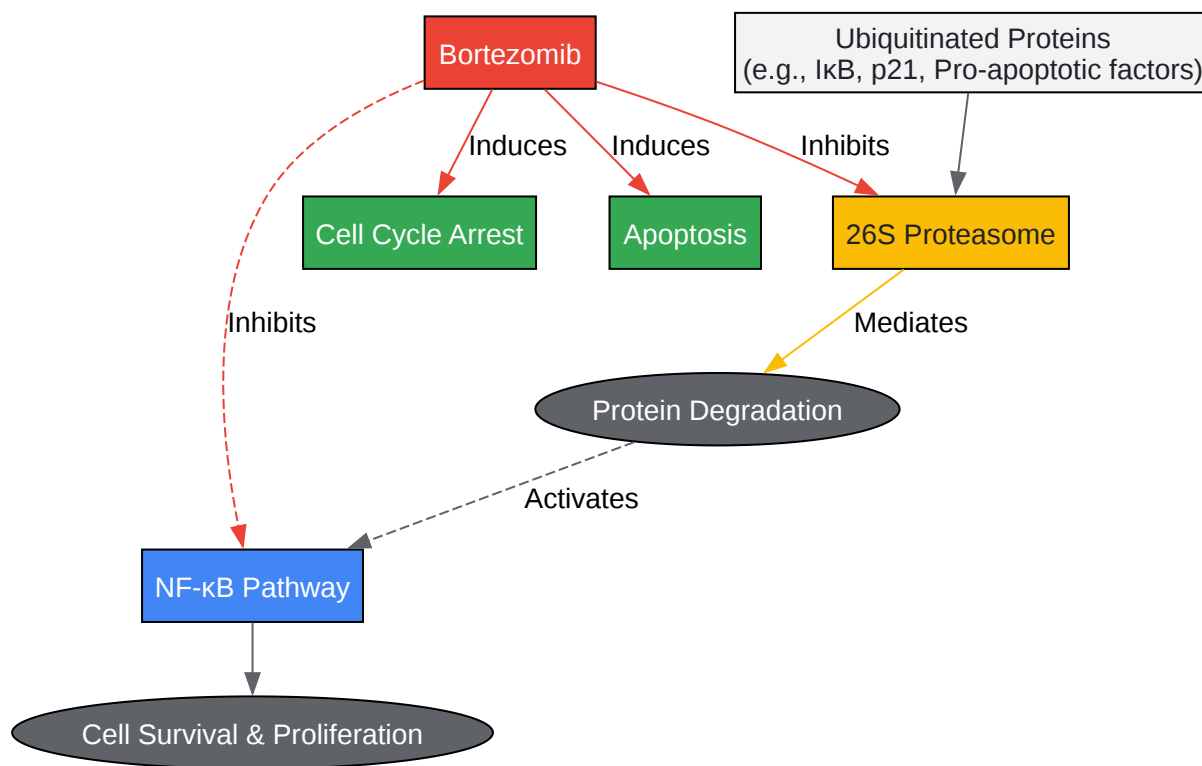 Bortezomib
Ubiquitinated Proteins
(e.g., IκB, p21, Pro-apoptotic factors)
Induces
Induces
Inhibits
Cell Cycle Arrest
Apoptosis
26S Proteasome
Inhibits
Mediates
Protein Degradation
Activates
NF-κB Pathway
Cell Survival & Proliferation